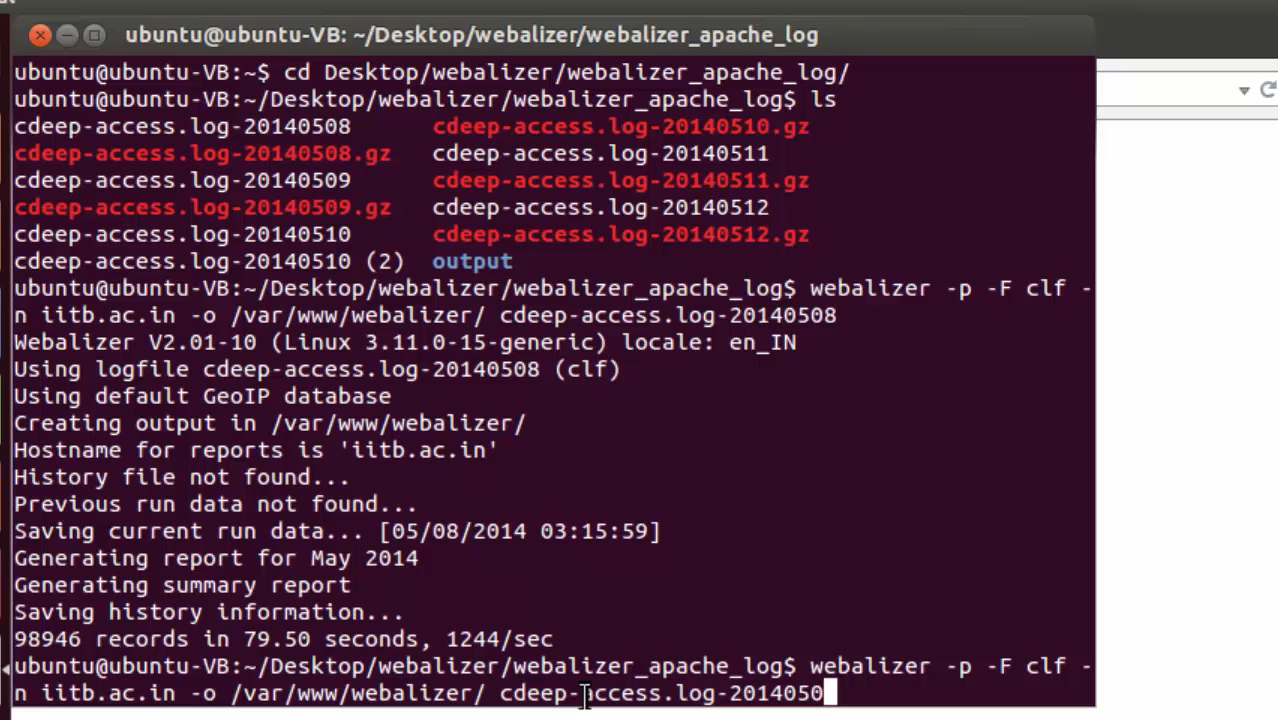 ubuntu@ubuntu-VB: ~/Desktop/webalizer/webalizer_apache_log
ubuntu@ubuntu-VB:~$ cd Desktop/webalizer/webalizer_apache_log/
ubuntu@ubuntu-VB:~/Desktop/webalizer/webalizer_apache_log$ ls
cdeep-access.log-20140508 cdeep-access.log-20140510.gz
cdeep-access.log-20140508.gz cdeep-access.log-20140511
cdeep-access.log-20140509 cdeep-access.log-20140511.gz
cdeep-access.log-20140509.gz cdeep-access.log-20140512
cdeep-access.log-20140510 cdeep-access.log-20140512.gz
cdeep-access.log-20140510 (2) output
ubuntu@ubuntu-VB:~/Desktop/webalizer/webalizer_apache_log$ webalizer -p -F clf -
n iitb.ac.in -o /var/www/webalizer/ cdeep-access.log-20140508
Webalizer V2.01-10 (Linux 3.11.0-15-generic) locale: en_IN
Using logfile cdeep-access.log-20140508 (clf)
Using default GeoIP database
Creating output in /var/www/webalizer/
Hostname for reports is 'iitb.ac.in'
History file not found...
Previous run data not found...
Saving current run data... [05/08/2014 03:15:59]
Generating report for May 2014
Generating summary report
Saving history information...
98946 records in 79.50 seconds, 1244/sec
ubuntu@ubuntu-VB:~/Desktop/webalizer/webalizer_apache_log$ webalizer -p -F clf -
n iitb.ac.in -o /var/www/webalizer/ cdeep-access.log-2014050